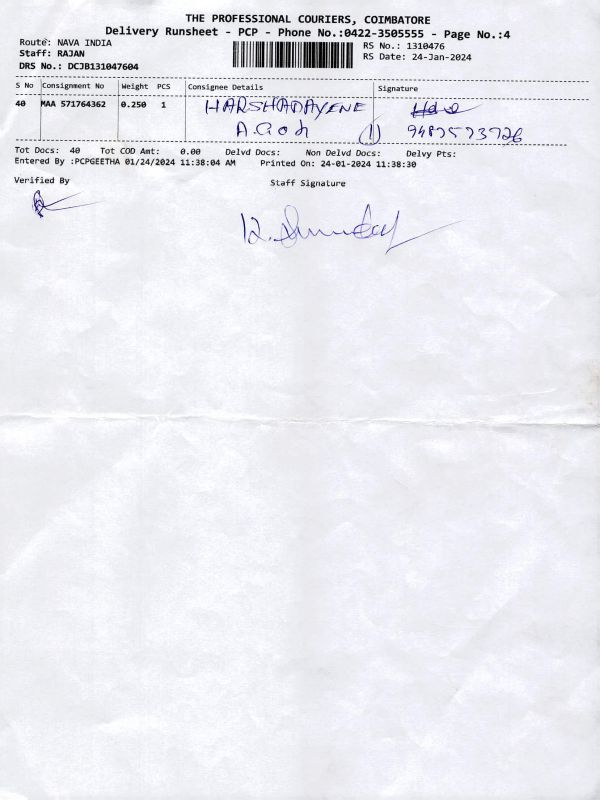 THE PROFESSIONAL COURIERS, COIMBATORE
Delivery Runsheet - PCP - Phone No.:0422-3505555 - Page No.:4
Route: NAVA INDIA RS No.: 1310476
Staff: RAJAN RS Date: 24-Jan-2024
DRS No.: DCJB131047604
S No Consignment No Weight PCS Consignee Details Signature
40 MAA 571764362 0.250 1 HARSHADAYENE
(1)
Tot Docs: 40 Tot COD Amt: 0.00 Delvd Docs: Non Delvd Docs: Delvy Pts:
Entered By :PCPGEETHA 01/24/2024 11:38:04 AM Printed On: 24-01-2024 11:38:30
Verified By Staff Signature